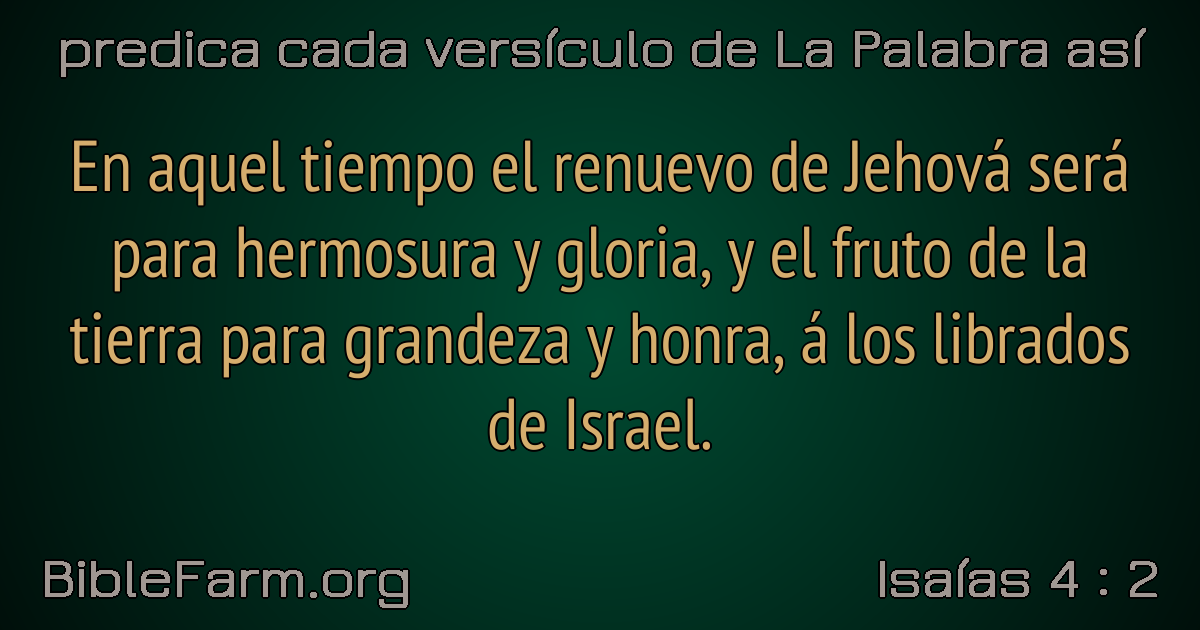 predica cada versículo de La Palabra así
En aquel tiempo el renuevo de Jehová será
para hermosura y gloria, y el fruto de la
tierra para grandeza y honra, á los librados
de Israel.
BibleFarm.org
Isaías 4 : 2